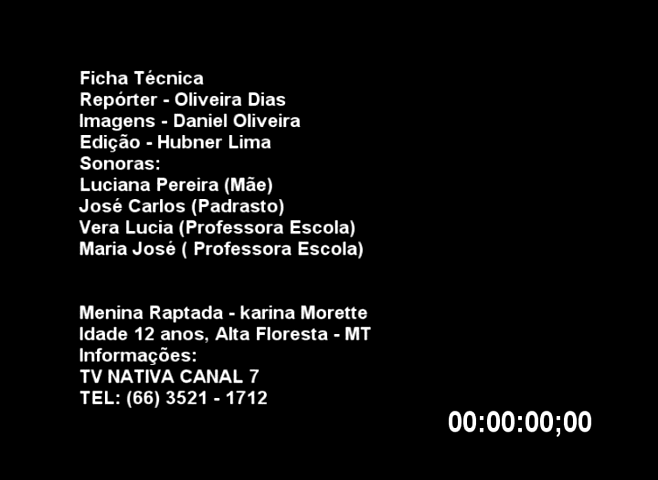 Ficha Técnica
Repórter - Oliveira Dias
Imagens - Daniel Oliveira
Edição - Hubner Lima
Sonoras:
Luciana Pereira (Mãe)
José Carlos (Padrasto)
Vera Lucia (Professora Escola)
Maria José ( Professora Escola)
Menina Raptada - karina Morette
Idade 12 anos, Alta Floresta - MT
Informações:
TV NATIVA CANAL 7
TEL: (66) 3521 - 1712
00:00:00;00